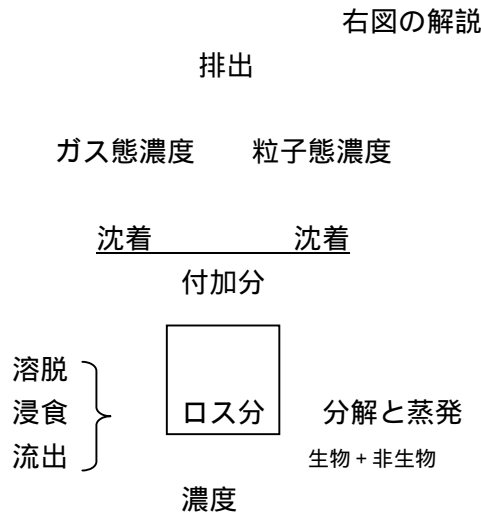 右図の解説
排出
ガス態濃度 粒子態濃度
沈着 沈着
付加分
溶脱
浸食 ロス分 分解と蒸発
流出 生物+非生物
濃度